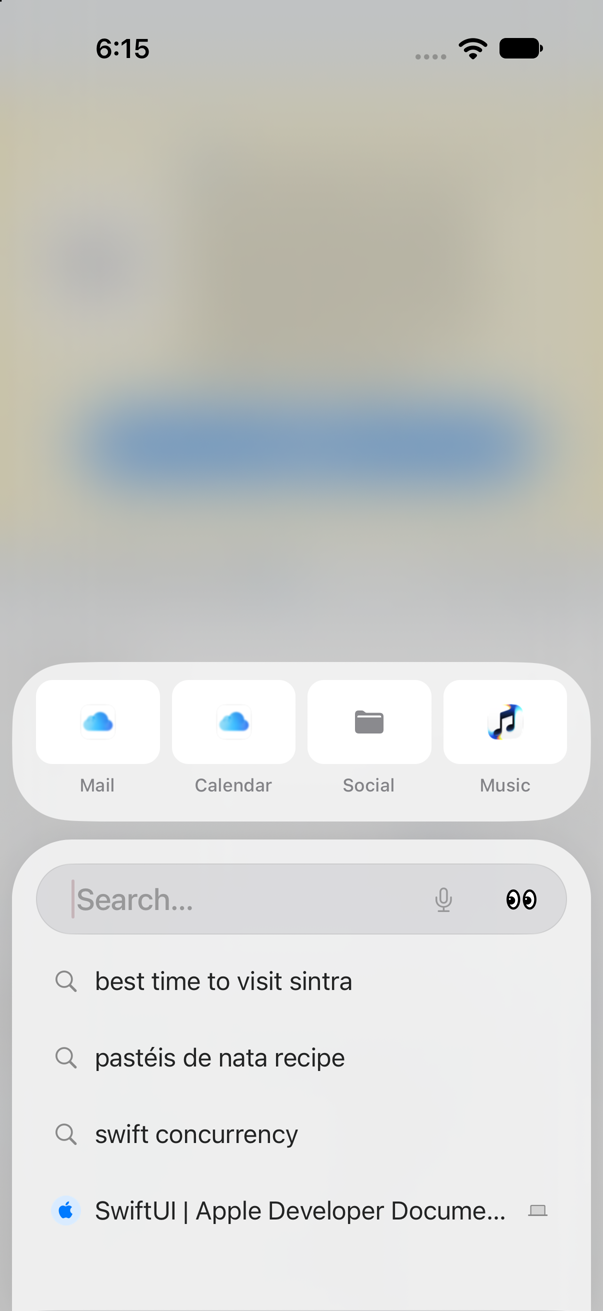 6:15
Mail
Calendar
Social
Music
Search...
best time to visit sintra
pastéis de nata recipe
swift concurrency
SwiftUI | Apple Developer Docume...